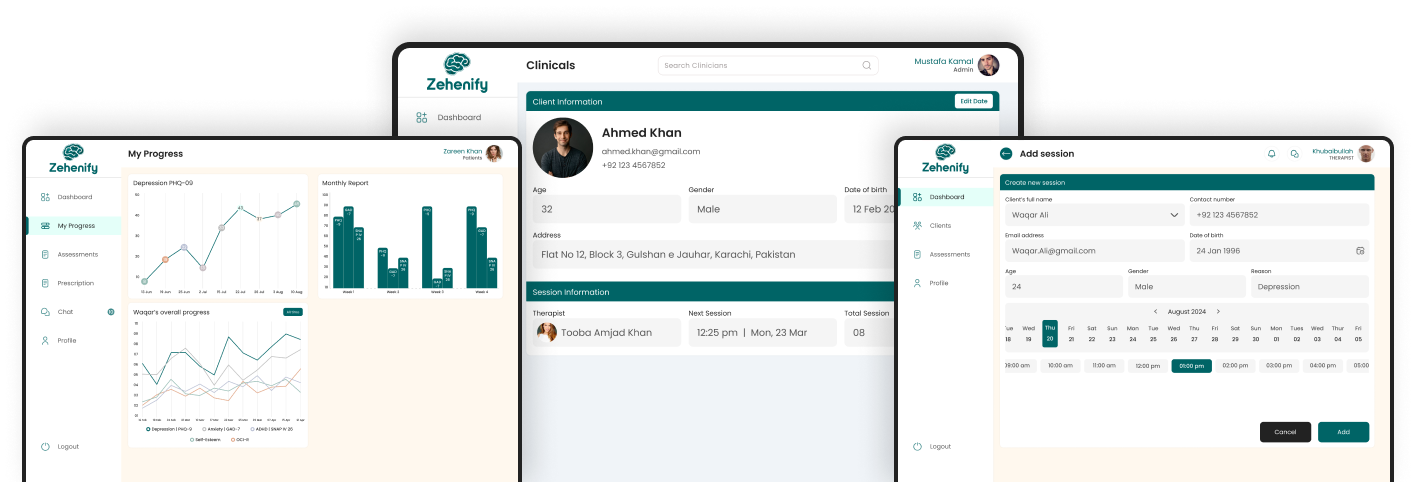 Zehenify
Clinicals
Search Clinicians
Mustafa Kamal
Admin
Dashboard
Client Information
Edit Date
Ahmed Khan
ahmed.khan@gmail.com
+92 123 4567852
Age
Gender
Date of birth
32
Male
12 Feb 20
Address
Flat No 12, Block 3, Gulshan e Jauhar, Karachi, Pakistan
Session Information
Therapist
Next Session
Total Session
Tooba Amjad Khan
12:25 pm | Mon, 23 Mar
08
Zehenify
My Progress
Zareen Khan
Patients
Dashboard
My Progress
Assessments
Prescription
Chat
Profile
Logout
Depression PHQ-09
Monthly Report
Week 1
Waqar's overall progress
Depression | PHQ-9
Anxiety | GAD-7
ADHD | SNAP IV 26
Self-Esteem
OCI-R
Zehenify
Add session
Khubaibullah
THERAPIST
Dashboard
Clients
Assessments
Profile
Logout
Create new session
Client's full name
Contact number
Waqar Ali
+92 123 4567852
Email address
Date of birth
Waqar.Ali@gmail.com
24 Jan 1996
Age
Gender
Reason
24
Male
Depression
August 2024
Tue Wed Thu Fri Sat Sun Mon Tue Wed Thu Fri Sat Sun Mon Tues Wed Thur Fri
18 19 20 21 22 23 24 25 26 27 28 29 30 01 02 03 04 05
09:00 am 10:00 am 11:00 am 12:00 pm 01:00 pm 02:00 pm 03:00 pm 04:00 pm 05:00
Cancel
Add